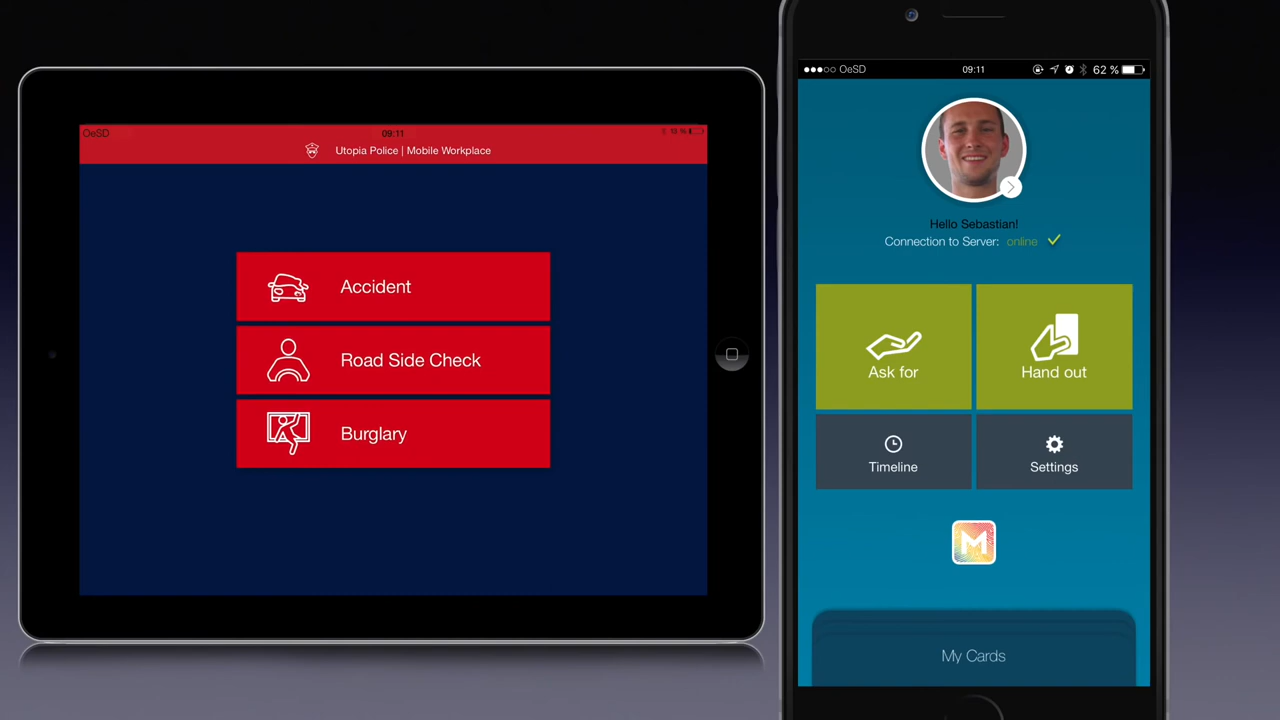 OeSD 09:11 13 %
Utopia Police | Mobile Workplace
Accident
Road Side Check
Burglary
OeSD 09:11 62 %
Hello Sebastian!
Connection to Server: online
Ask for
Hand out
Timeline
Settings
M
My Cards